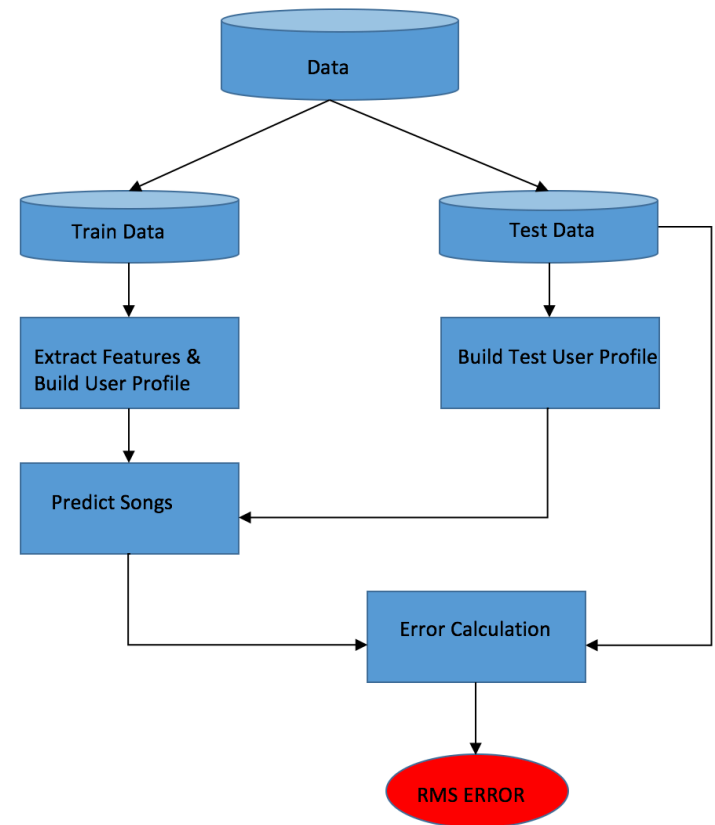 Data
Train Data
Test Data
Extract Features &
Build User Profile
Build Test User Profile
Predict Songs
Error Calculation
RMS ERROR